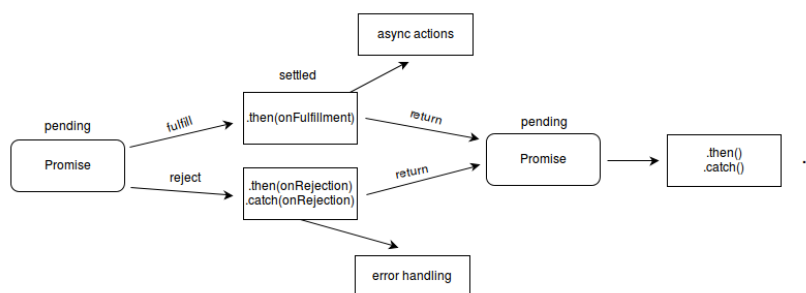 async actions
settled
pending
fulfill
.then(onFulfillment)
return
pending
Promise
reject
.then(onRejection)
.catch(onRejection)
return
Promise
.then()
.catch()
.
error handling